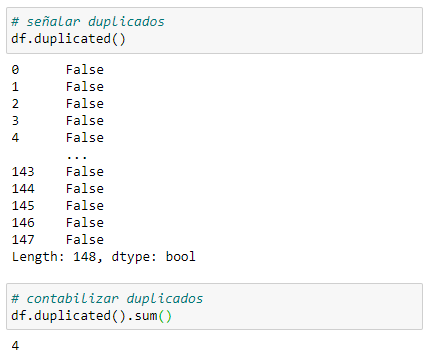 # señalar duplicados
df.duplicated()
0      False
1      False
2      False
3      False
4      False
       ...
143    False
144    False
145    False
146    False
147    False
Length: 148, dtype: bool
# contabilizar duplicados
df.duplicated().sum()
4